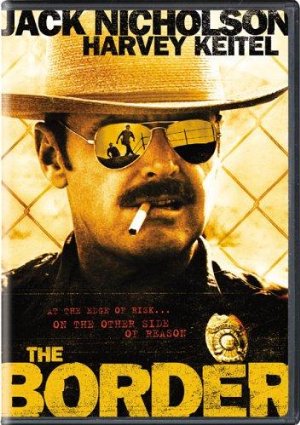 JACK NICHOLSON
HARVEY KEITEL
AT THE EDGE OF RISK...
ON THE OTHER SIDE
OF REASON
THE
BORDER